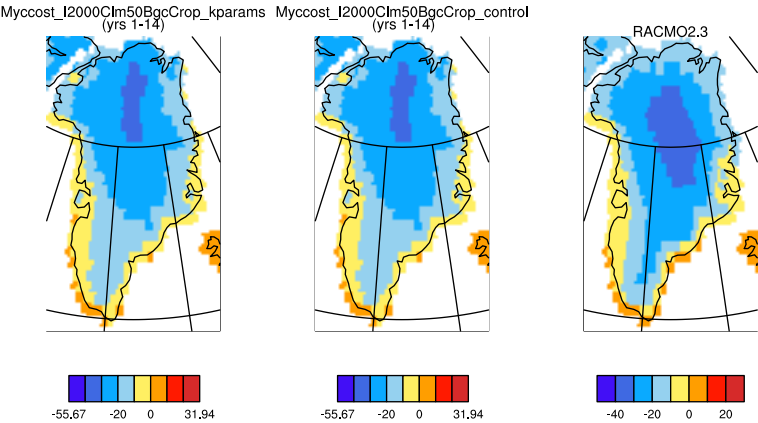 Myccost_I2000Clm50BgcCrop_kparams
(yrs 1-14)
Myccost_I2000Clm50BgcCrop_control
(yrs 1-14)
RACMO2.3
-55.67 -20 0 31.94
-55.67 -20 0 31.94
-40 -20 0 20